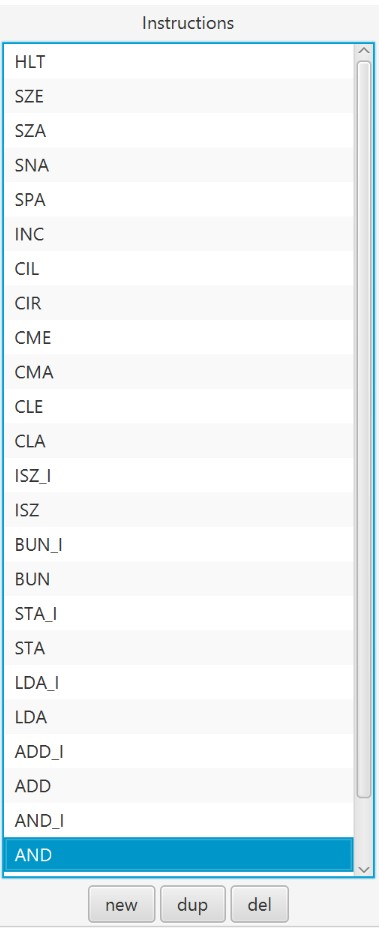 Instructions
HLT
SZE
SZA
SNA
SPA
INC
CIL
CIR
CME
CMA
CLE
CLA
ISZ_I
ISZ
BUN_I
BUN
STA_I
STA
LDA_I
LDA
ADD_I
ADD
AND_I
AND
new dup del